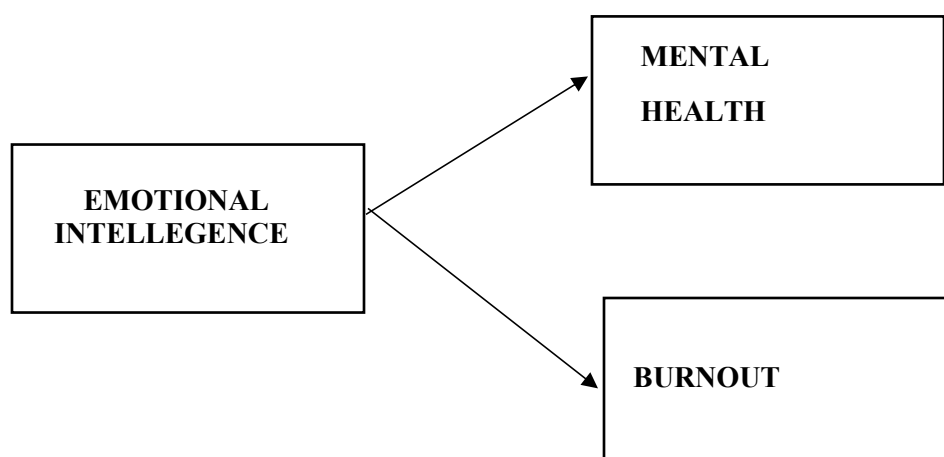 MENTAL
HEALTH
EMOTIONAL
INTELLEGENCE
BURNOUT